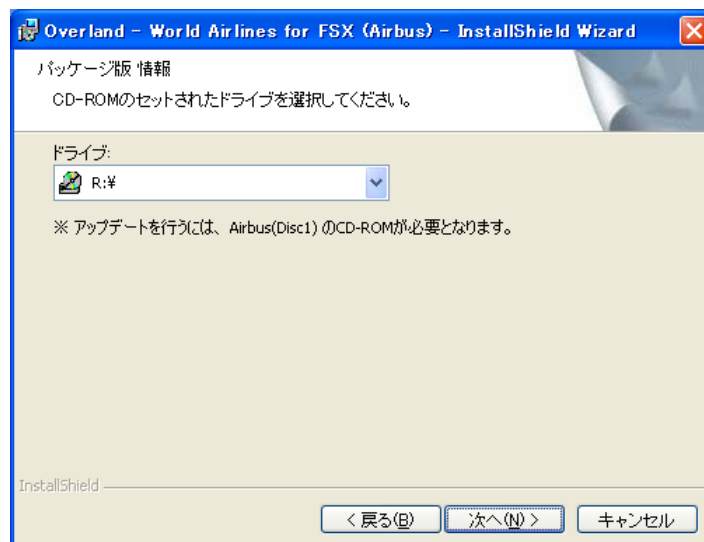 Overland - World Airlines for FSX (Airbus) - InstallShield Wizard
パッケージ版 情報
CD-ROMのセットされたドライブを選択してください。
ドライブ:
R:¥
※ アップデートを行うには、Airbus(Disc1) のCD-ROMが必要となります。
InstallShield
< 戻る(B)
次へ(N) >
キャンセル